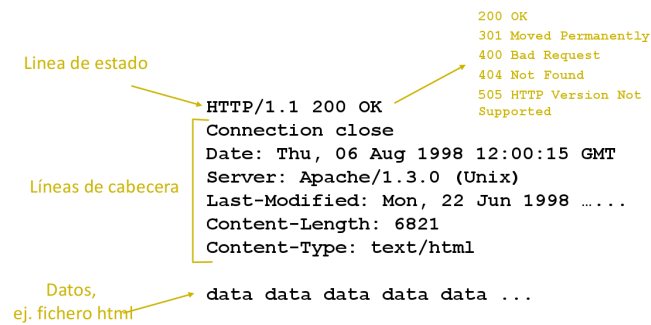 200 OK
301 Moved Permanently
400 Bad Request
404 Not Found
505 HTTP Version Not
Supported
Linea de estado
HTTP/1.1 200 OK
Connection close
Date: Thu, 06 Aug 1998 12:00:15 GMT
Server: Apache/1.3.0 (Unix)
Last-Modified: Mon, 22 Jun 1998 …...
Content-Length: 6821
Content-Type: text/html
Líneas de cabecera
Datos,
ej. fichero html
data data data data data ...